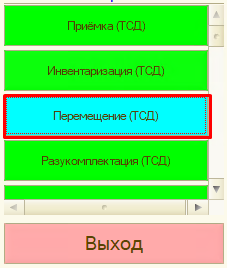 Приёмка (ТСД)
Инвентаризация (ТСД)
Перемещение (ТСД)
Разукомплектация (ТСД)
Выход